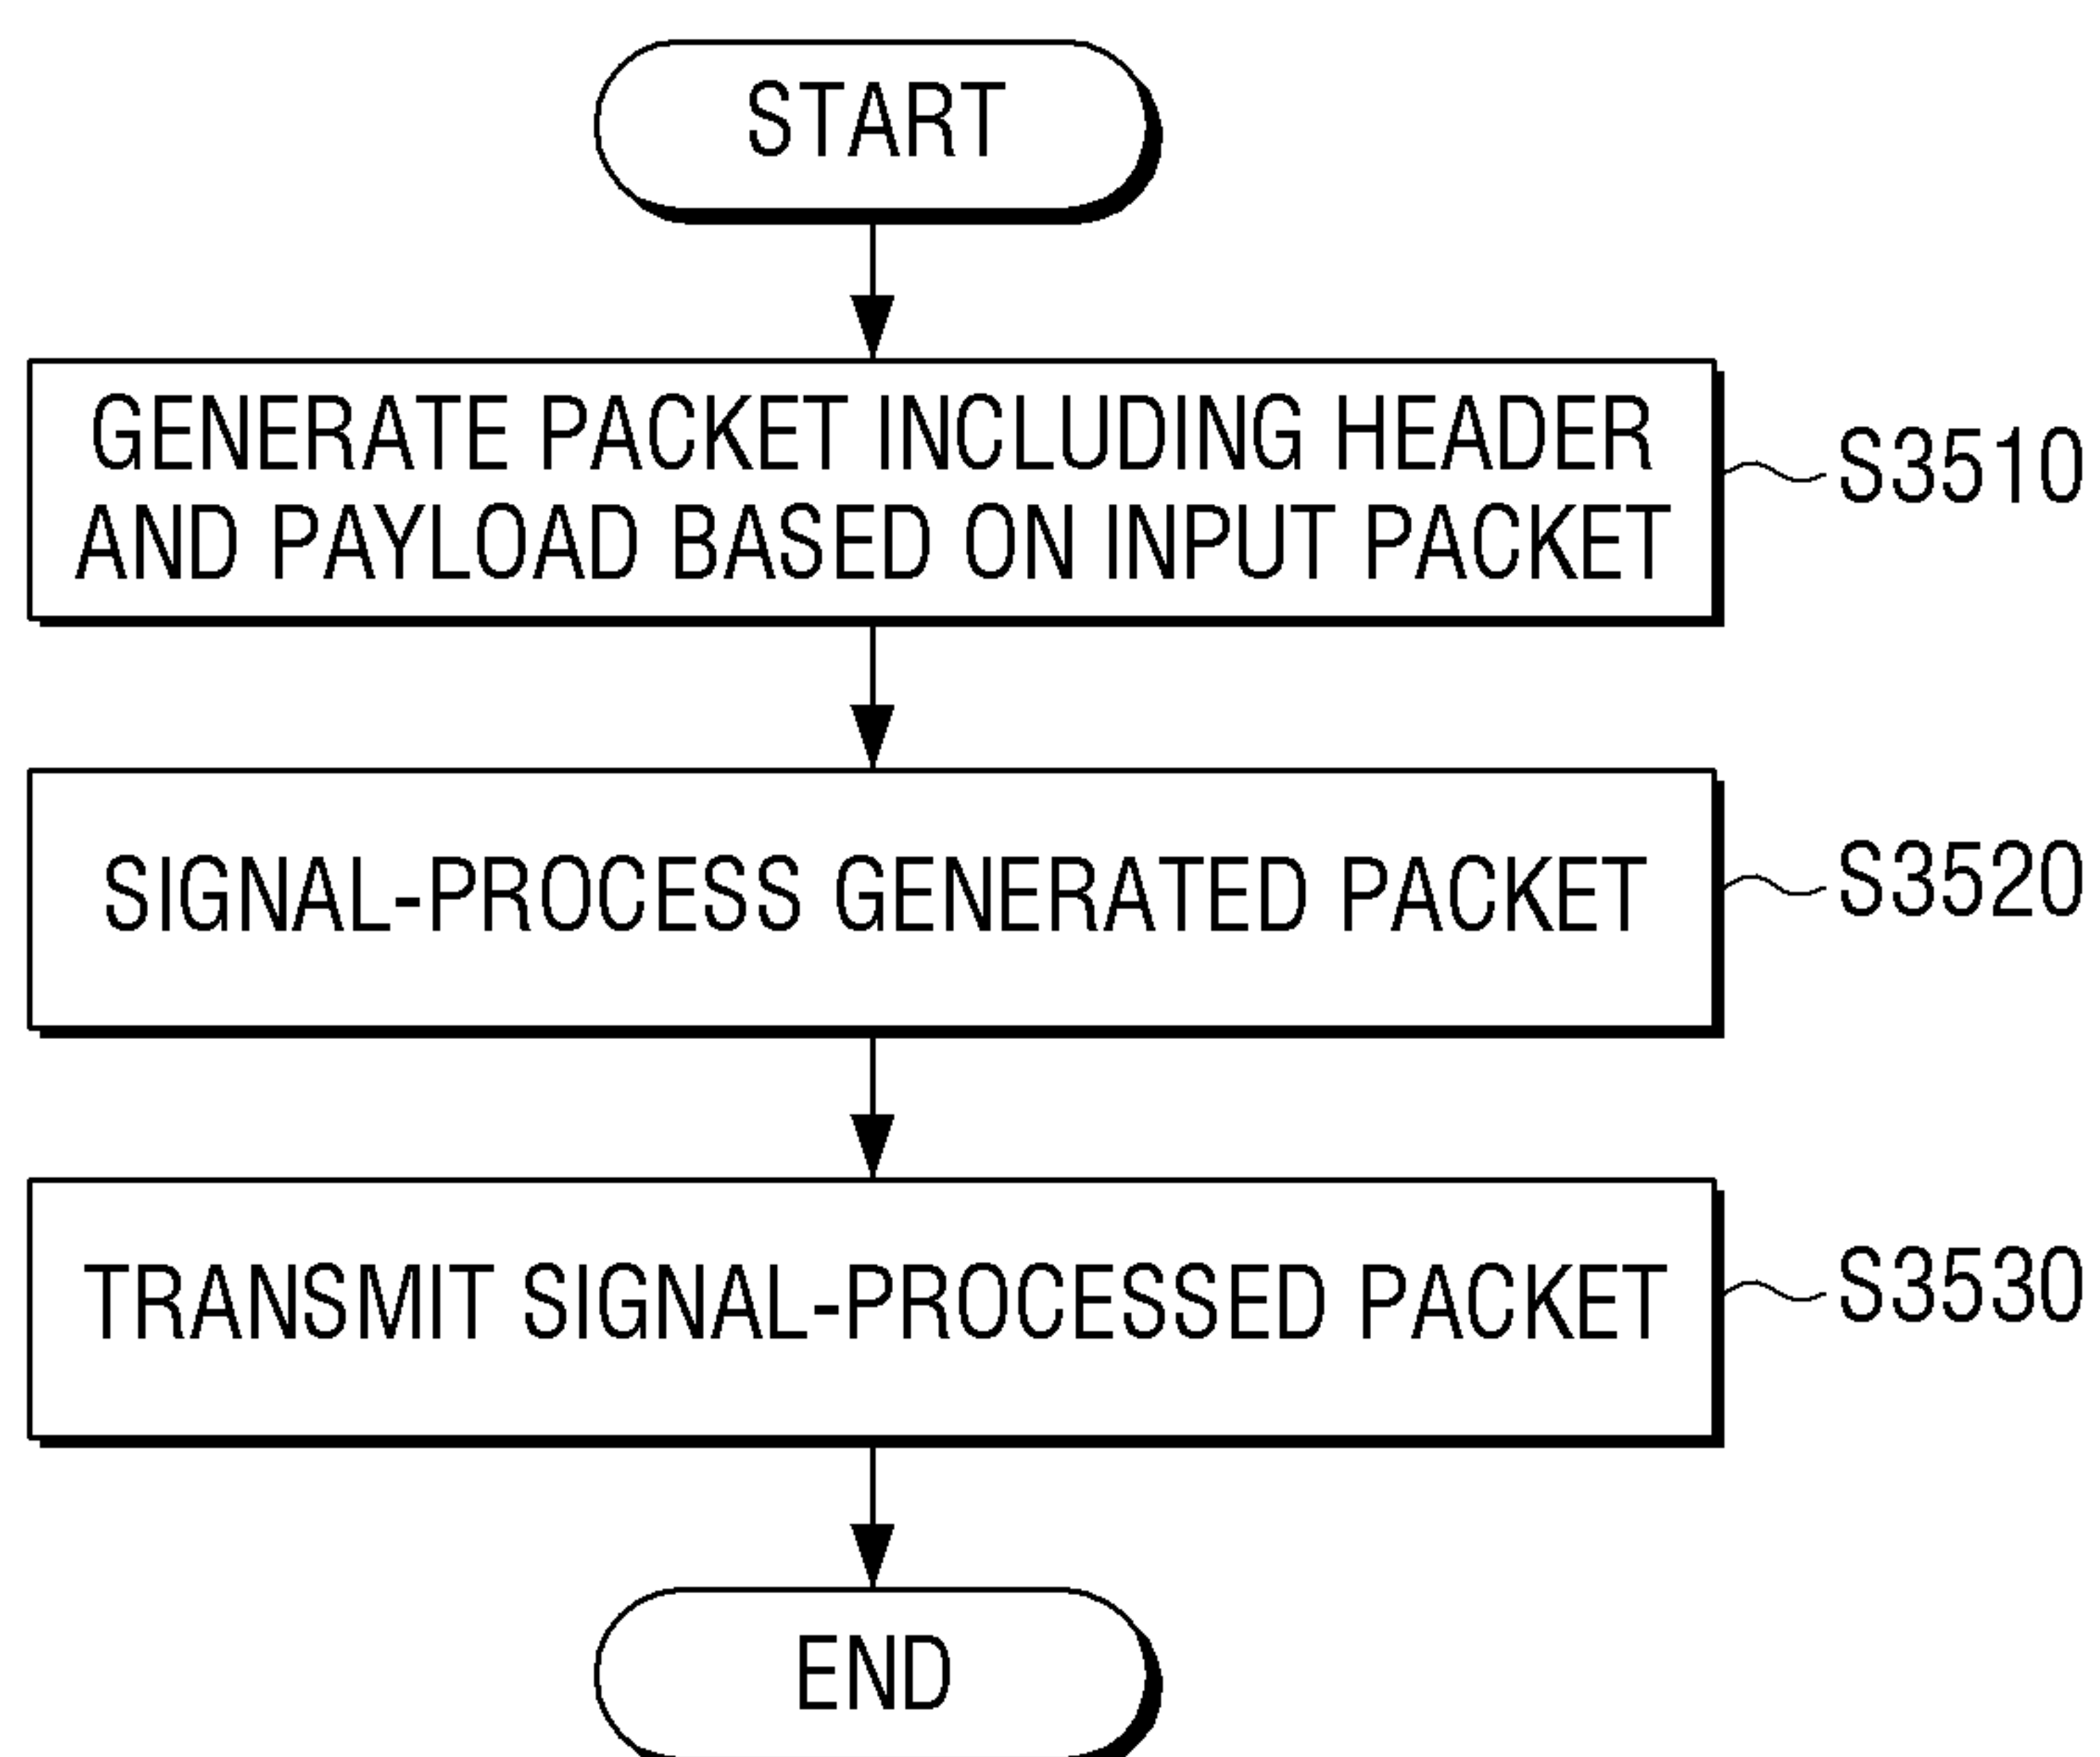 START
GENERATE PACKET INCLUDING HEADER
AND PAYLOAD BASED ON INPUT PACKET
S3510
SIGNAL-PROCESS GENERATED PACKET
S3520
TRANSMIT SIGNAL-PROCESSED PACKET
S3530
END